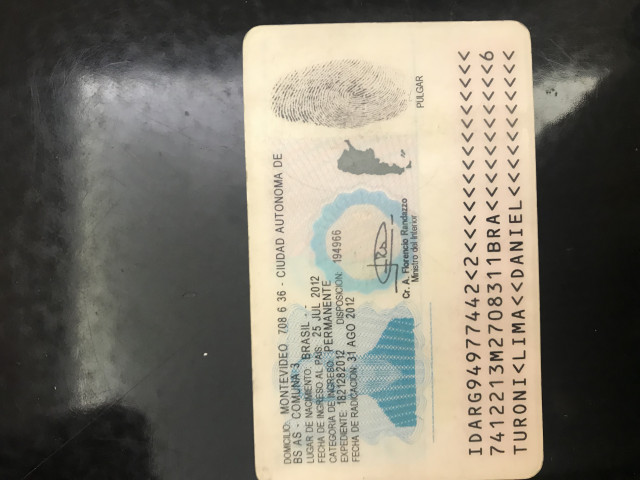 DOMICILIO: MONTEVIDEO 708 6 36 - CIUDAD AUTONOMA DE
BS AS - COMUNA 3 - -
LUGAR DE NACIMIENTO: BRASIL
FECHA DE INGRESO AL PAIS: 25 JUL 2012
CATEGORIA DE INGRESO: PERMANENTE
EXPEDIENTE: 1821282012 DISPOSICION: 194966
FECHA DE RADICACION: 31 AGO 2012
PULGAR
Cr. A. Florencio Randazzo
Ministro del Interior
IDARG94977442<2<<<<<<<<<<<<<<<
7412213M2708311BRA<<<<<<<<<<<6
TURONI<LIMA<<DANIEL<<<<<<<<<<<